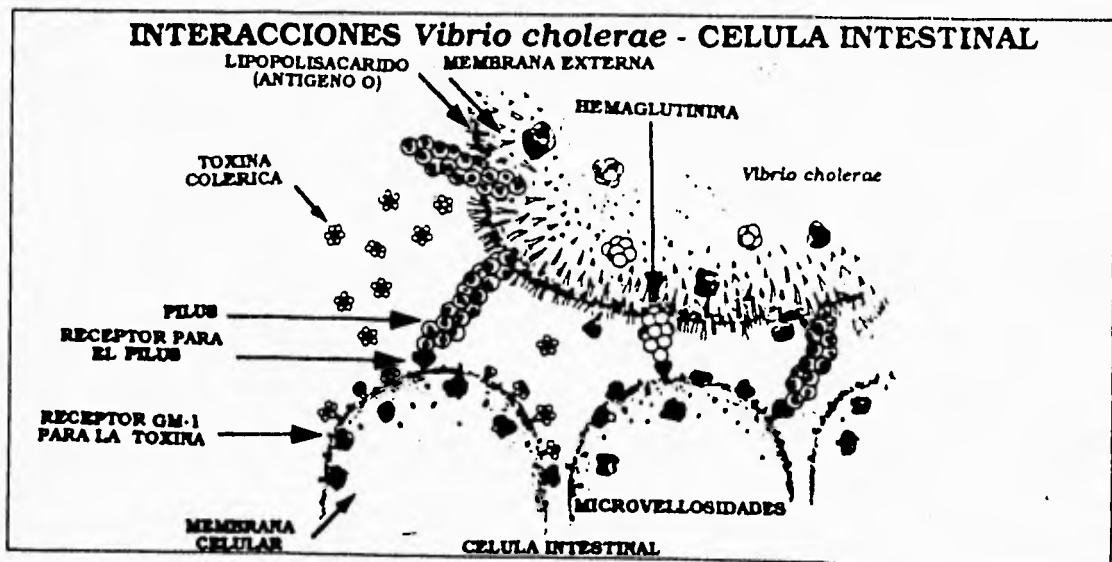 INTERACCIONES Vibrio cholerae - CELULA INTESTINAL
LIPOPOLISACARIDO
(ANTIGENO O)
MEMBRANA EXTERNA
HEMAGLUTININA
TOXINA
COLERICA
Vibrio cholerae
PILUS
RECEPTOR PARA
EL PILUS
RECEPTOR GM-1
PARA LA TOXINA
MICROVELLOSIDADES
MEMBRANA
CELULAR
CELULA INTESTINAL